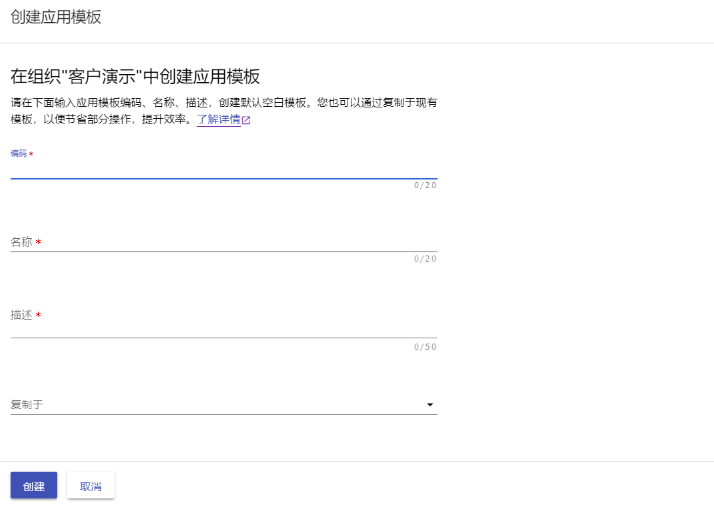 创建应用模板
在组织"客户演示"中创建应用模板
请在下面输入应用模板编码、名称、描述，创建默认空白模板。您也可以通过复制于现有
模板，以便节省部分操作，提升效率。了解详情
编码 *
0/20
名称 *
0/20
描述 *
0/50
复制于
创建 取消